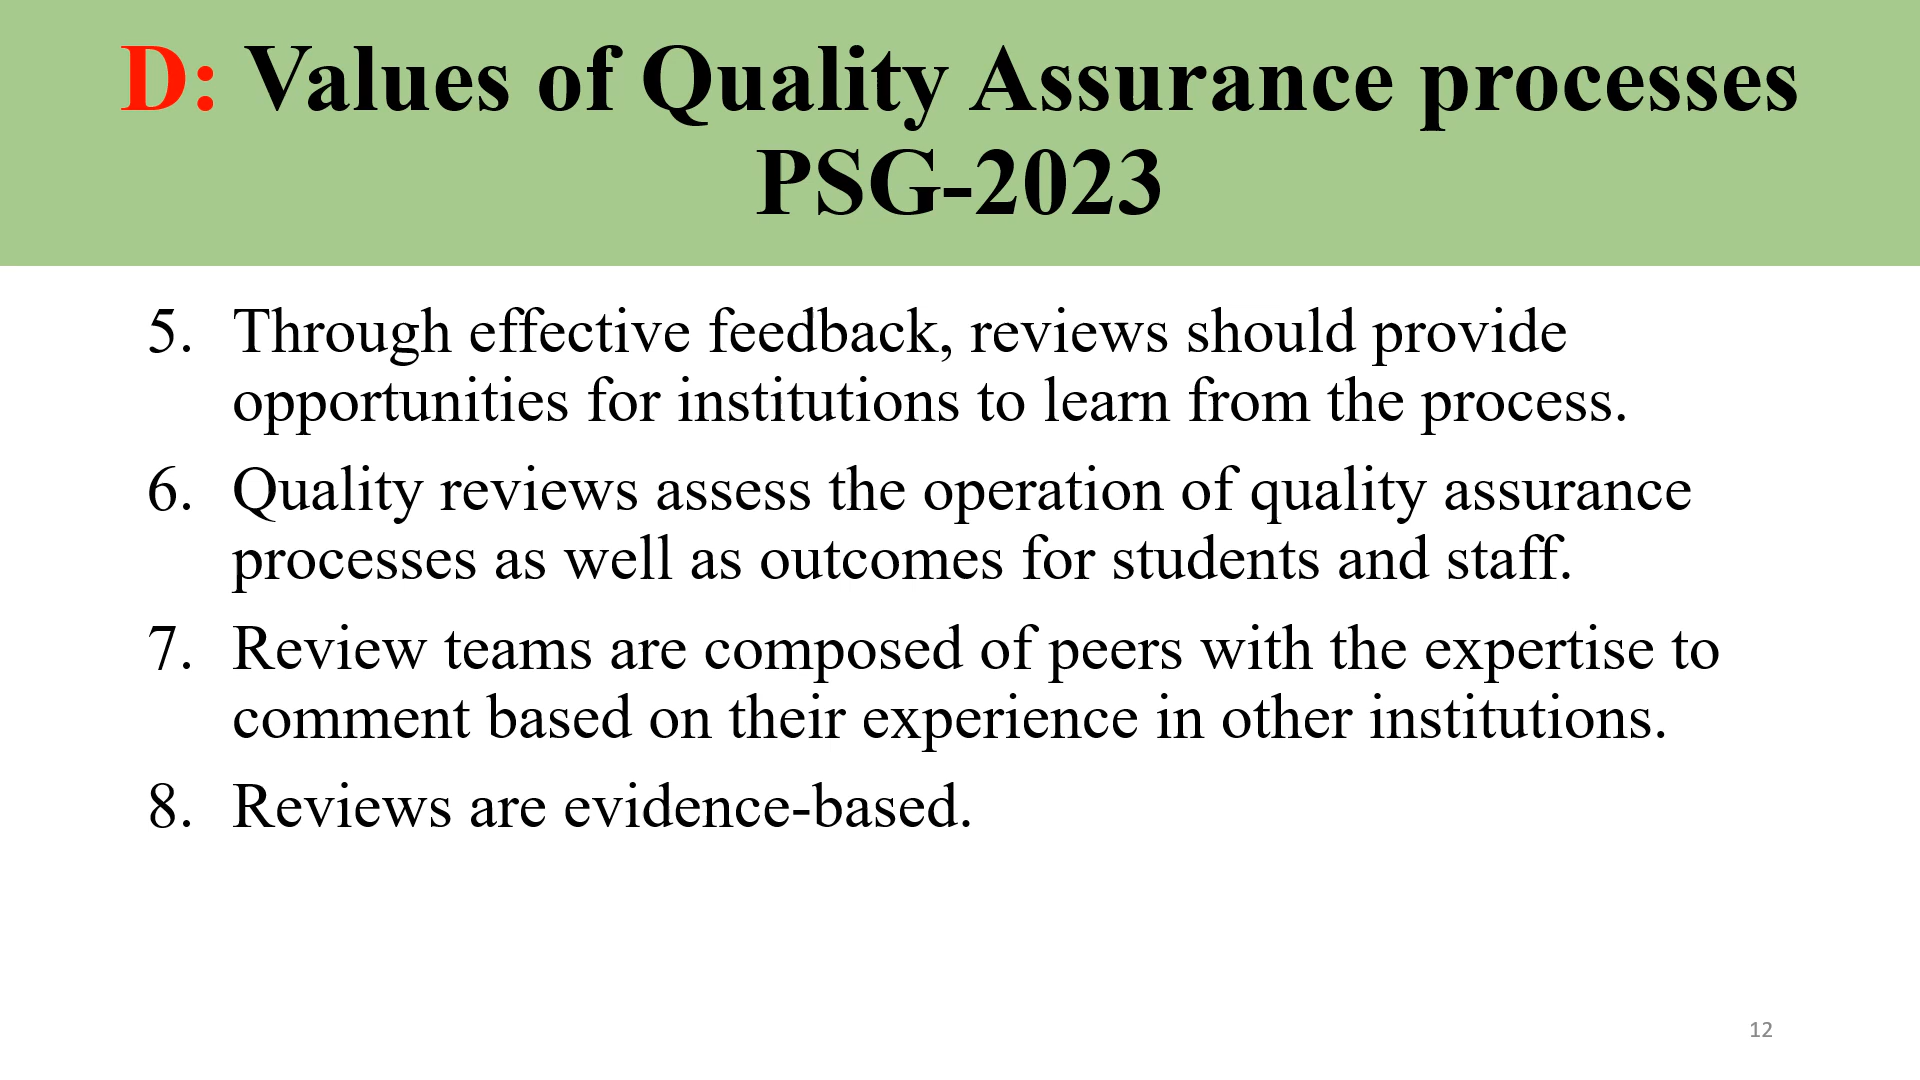 D: Values of Quality Assurance processes
PSG-2023
5. Through effective feedback, reviews should provide
opportunities for institutions to learn from the process.
6. Quality reviews assess the operation of quality assurance
processes as well as outcomes for students and staff.
7. Review teams are composed of peers with the expertise to
comment based on their experience in other institutions.
8. Reviews are evidence-based.
12